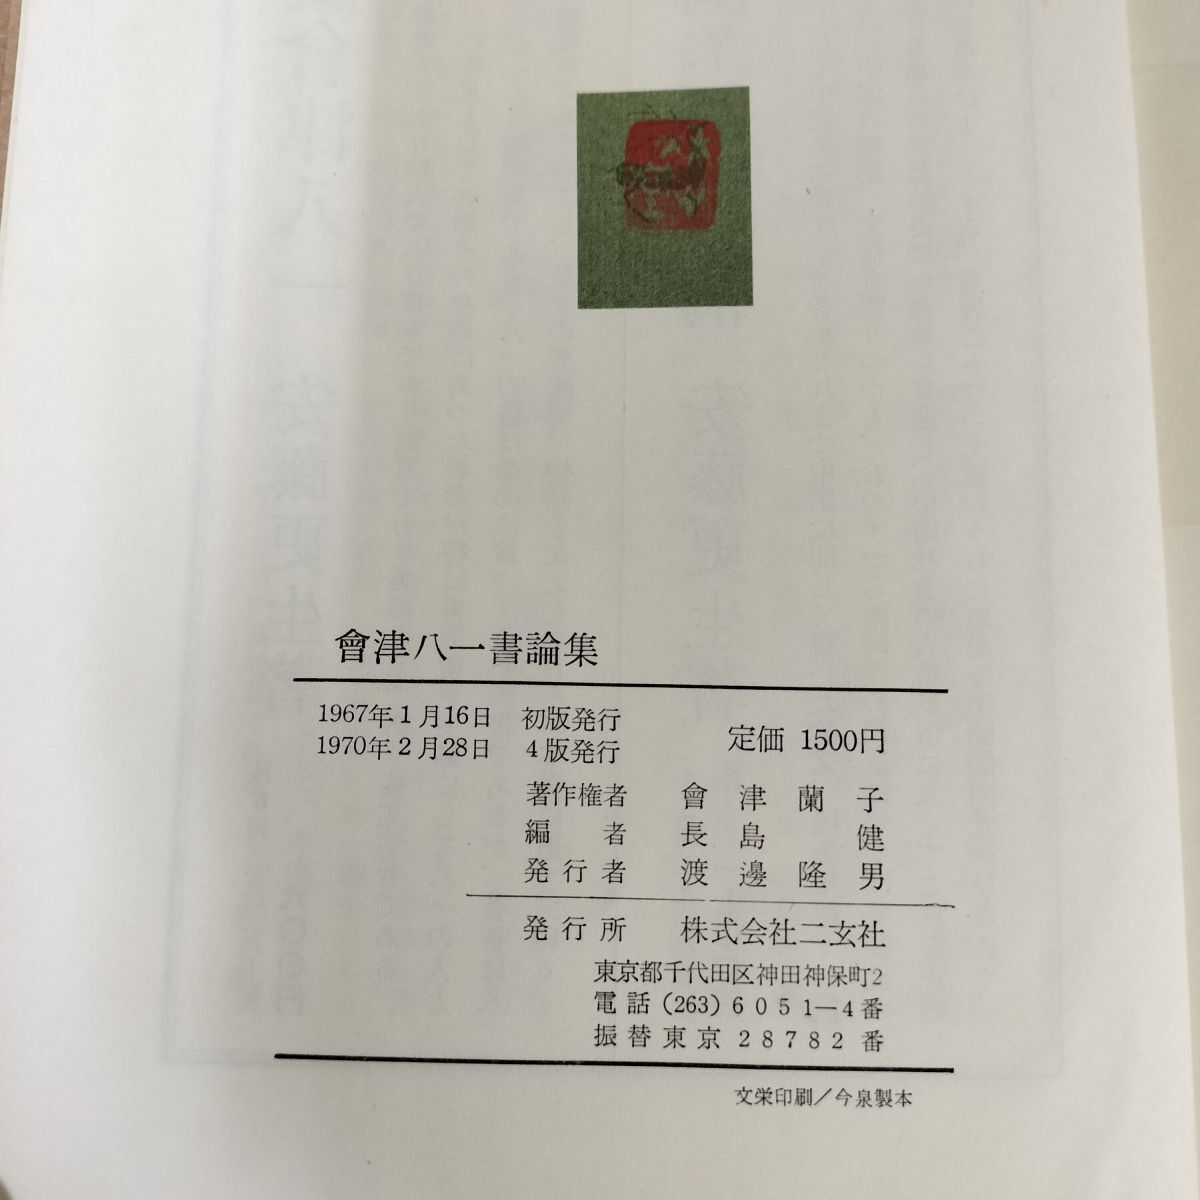 會津八一書論集
1967年1月16日 初版発行
1970年2月28日 4版発行
定価 1500円
著作権者 會津蘭子
編者 長島健
発行者 渡邊隆男
発行所 株式会社二玄社
東京都千代田区神田神保町2
電話(263)6051―4番
振替東京28782番
文栄印刷/今泉製本